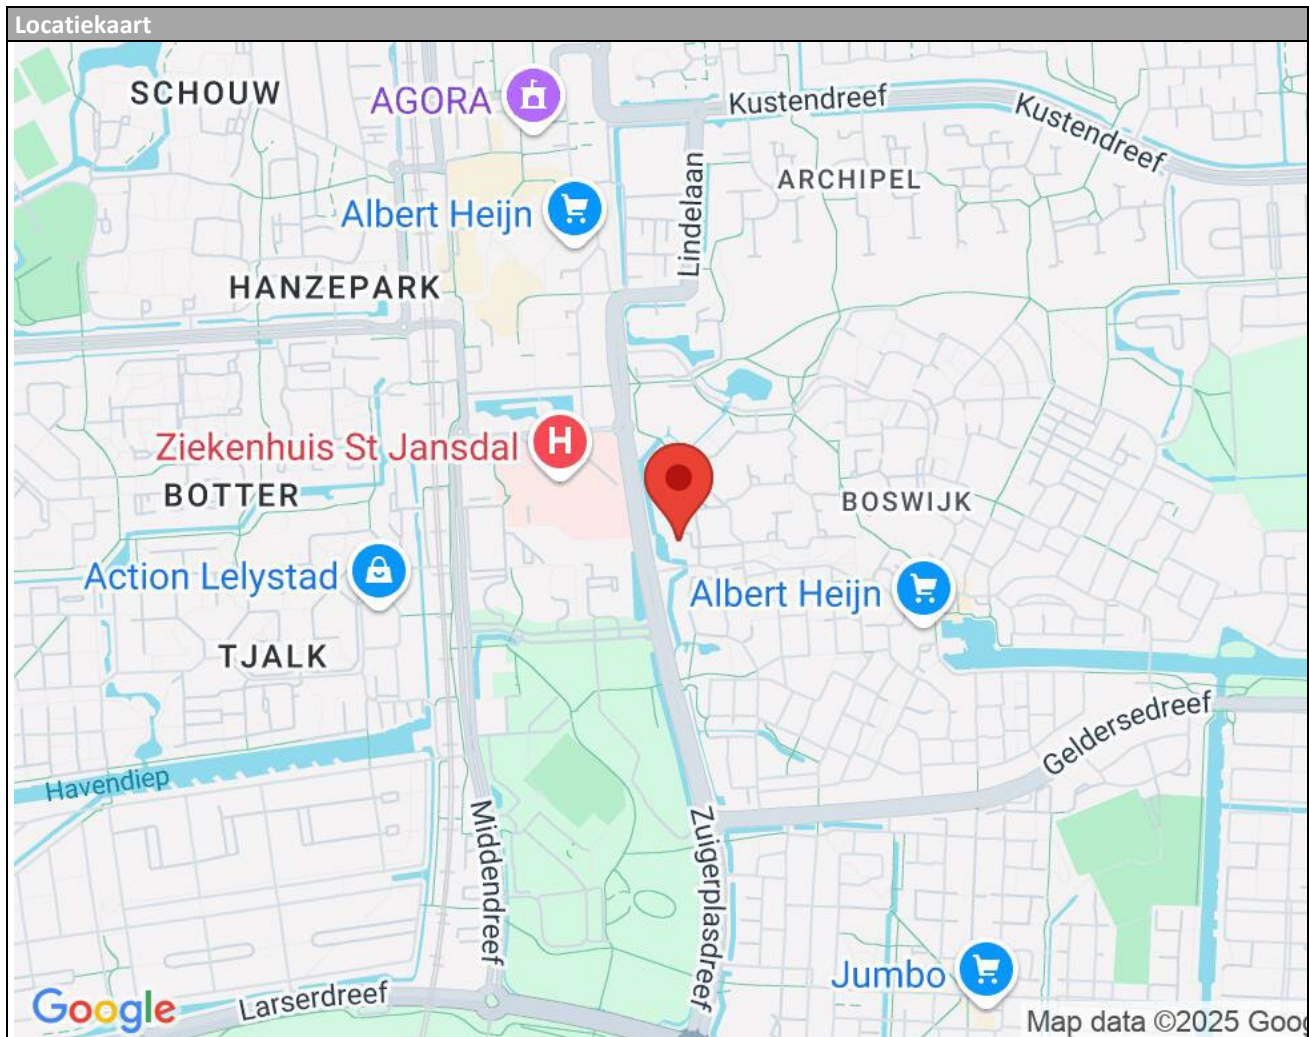 Locatiekaart
SCHOUW
AGORA
Kustendreef
Kustendreef
ARCHIPEL
Lindelaan
Albert Heijn
HANZEPARK
Ziekenhuis St Jansdal
H
BOTTER
BOSWIJK
Action Lelystad
Albert Heijn
TJALK
Geldersedreef
Havendiep
Middendreef
Zuigerplasdreef
Jumbo
Larserdreef
Google
Map data ©2025 Goog